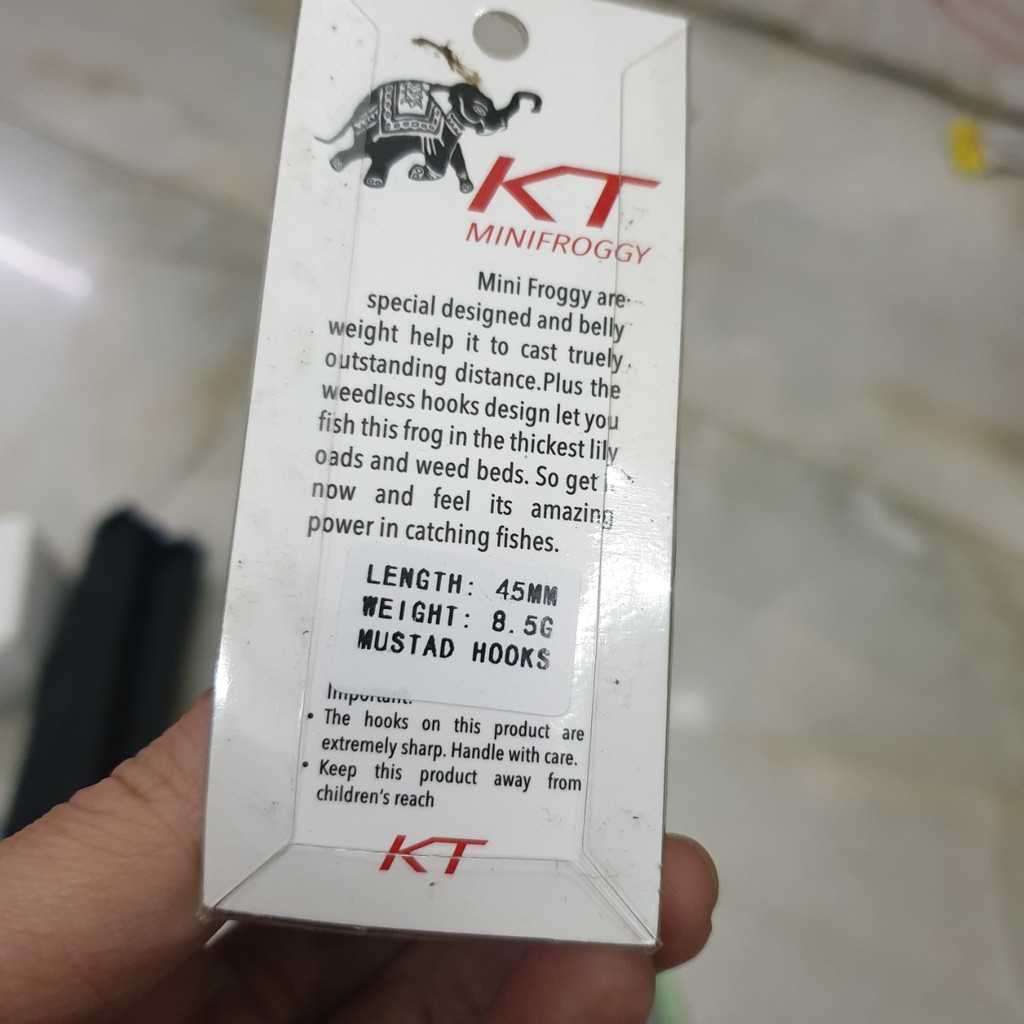 KT
MINIFROGGY
Mini Froggy are
special designed and belly
weight help it to cast truely
outstanding distance.Plus the
weedless hooks design let you
fish this frog in the thickest lily
oads and weed beds. So get
now and feel its amazing
power in catching fishes.
LENGTH: 45MM
WEIGHT: 8.5G
MUSTAD HOOKS
Important:
• The hooks on this product are
extremely sharp. Handle with care.
• Keep this product away from
children's reach
KT